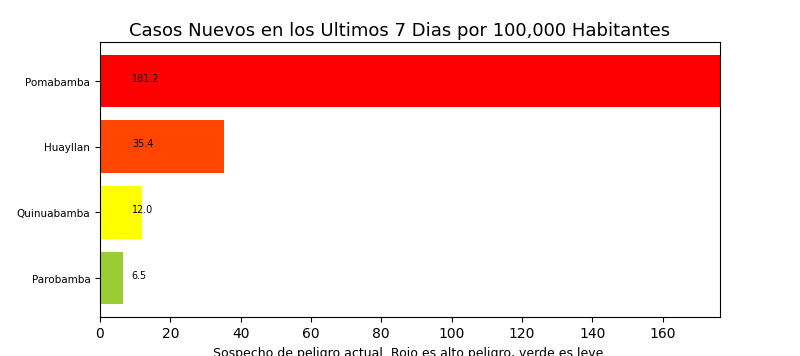 Casos Nuevos en los Ultimos 7 Dias por 100,000 Habitantes
Pomabamba 181.2
Huayllan 35.4
Quinuabamba 12.0
Parobamba 6.5
0 20 40 60 80 100 120 140 160
Sospecho de peligro actual. Rojo es alto peligro, verde es leve